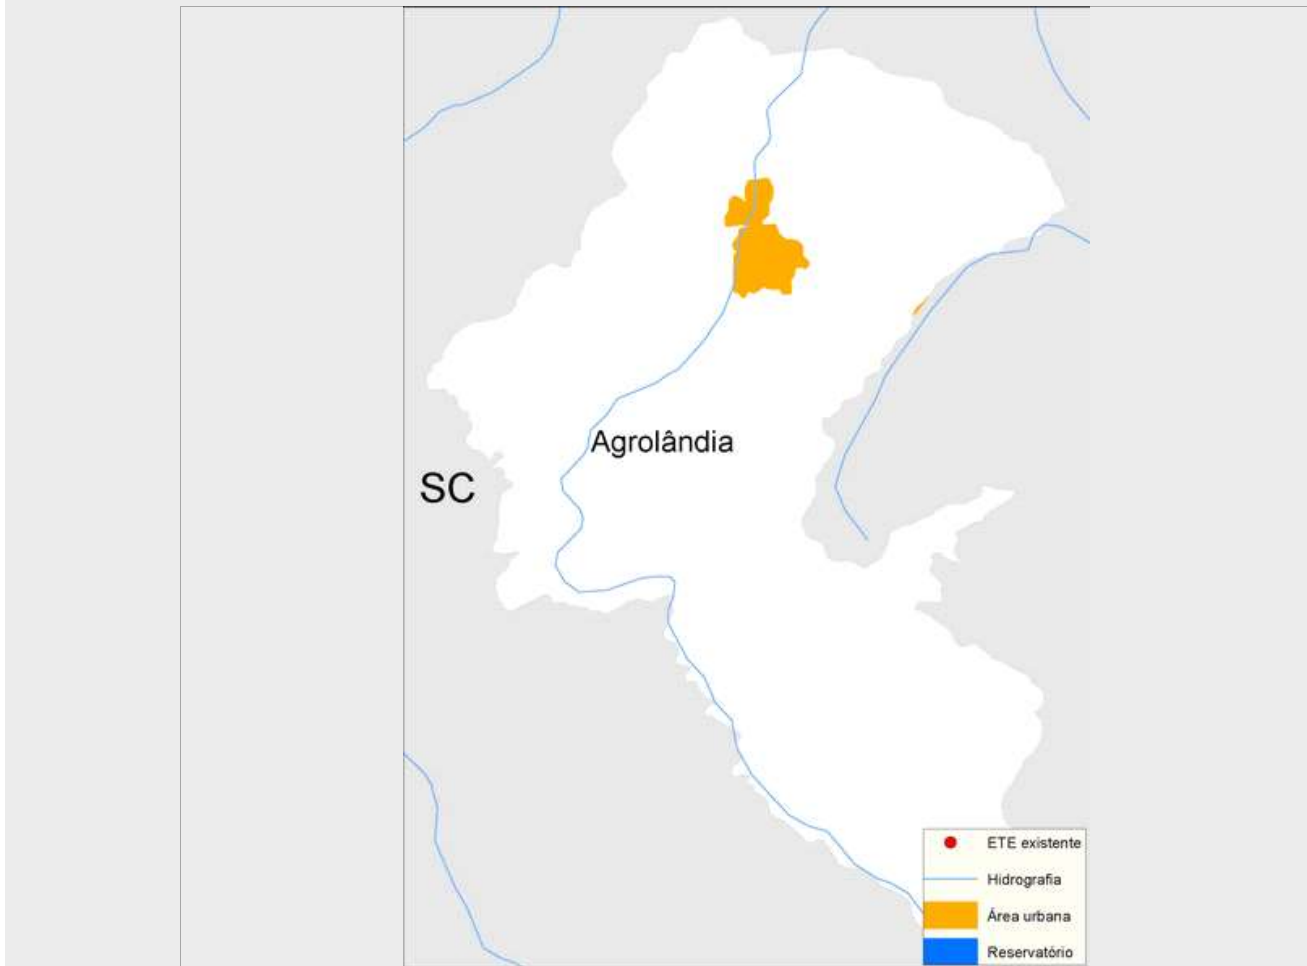 Agrolândia
SC
ETE existente
Hidrografia
Área urbana
Reservatório